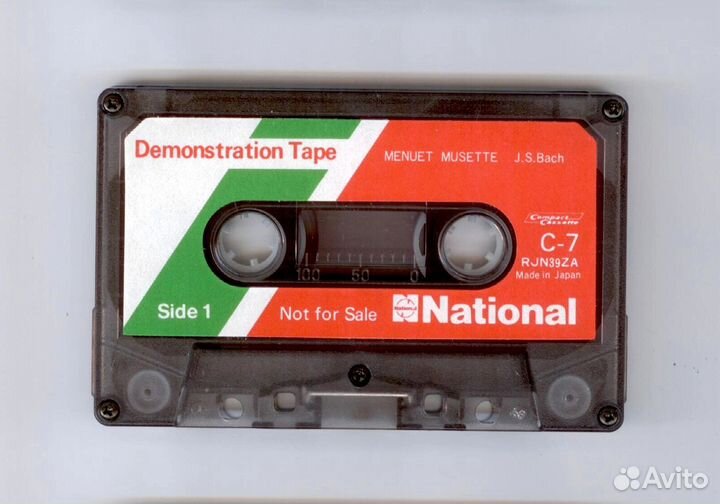 Demonstration Tape
MENUET MUSETTE J.S.Bach
Compact Cassette
C-7
RJN39ZA
Made in Japan
100 50 0
Side 1
Not for Sale
National
National
Avito